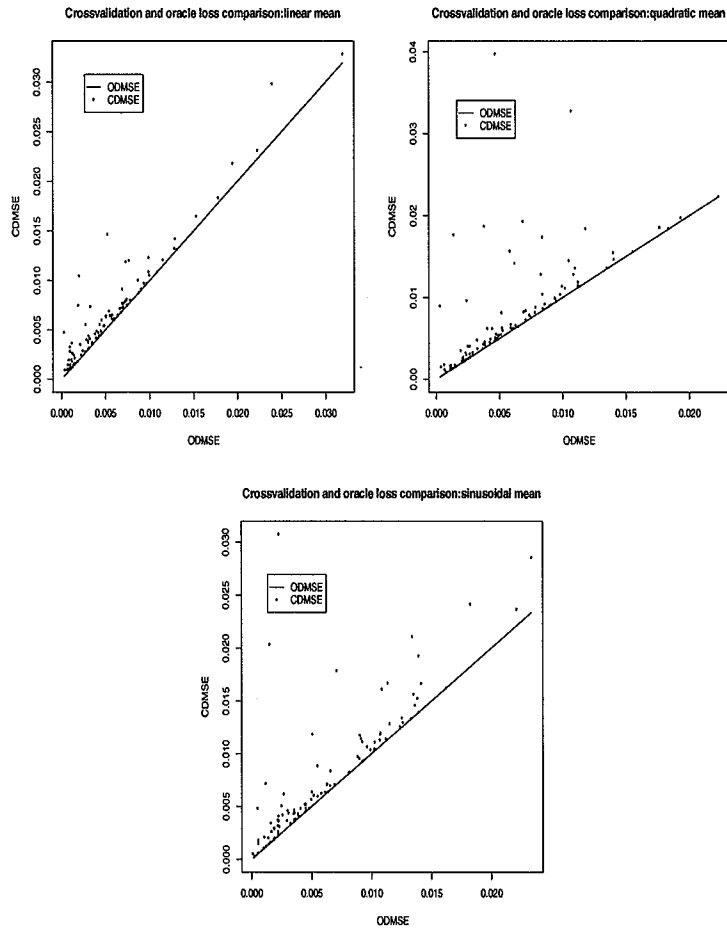 Crossvalidation and oracle loss comparison:linear mean
CDMSE
0.030
0.025
0.020
0.015
0.010
0.005
0.000
ODMSE
CDMSE
0.000 0.005 0.010 0.015 0.020 0.025 0.030
ODMSE
Crossvalidation and oracle loss comparison:quadratic mean
CDMSE
0.04
0.03
0.02
0.01
0.00
ODMSE
CDMSE
0.000 0.005 0.010 0.015 0.020
ODMSE
Crossvalidation and oracle loss comparison:sinusoidal mean
CDMSE
0.030
0.025
0.020
0.015
0.010
0.005
0.000
ODMSE
CDMSE
0.000 0.005 0.010 0.015 0.020
ODMSE